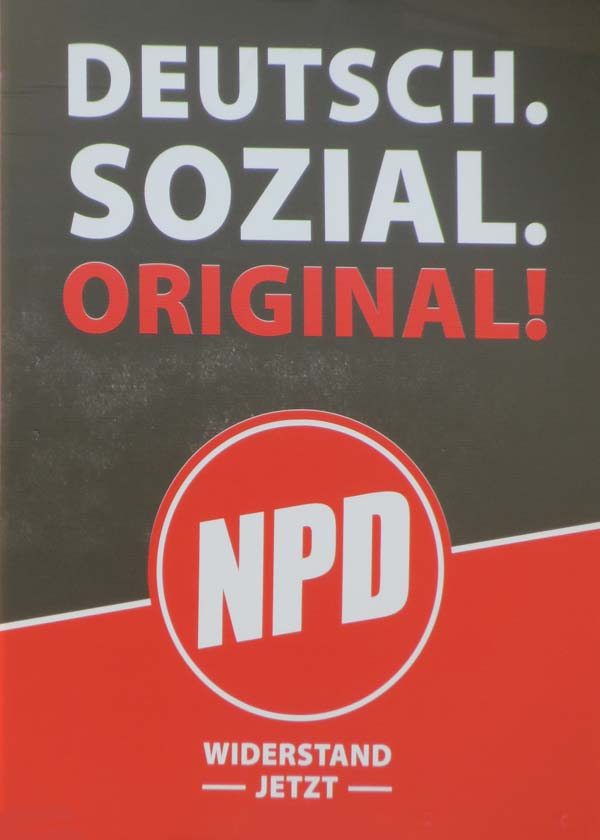 DEUTSCH.
SOZIAL.
ORIGINAL!
NPD
WIDERSTAND
JETZT